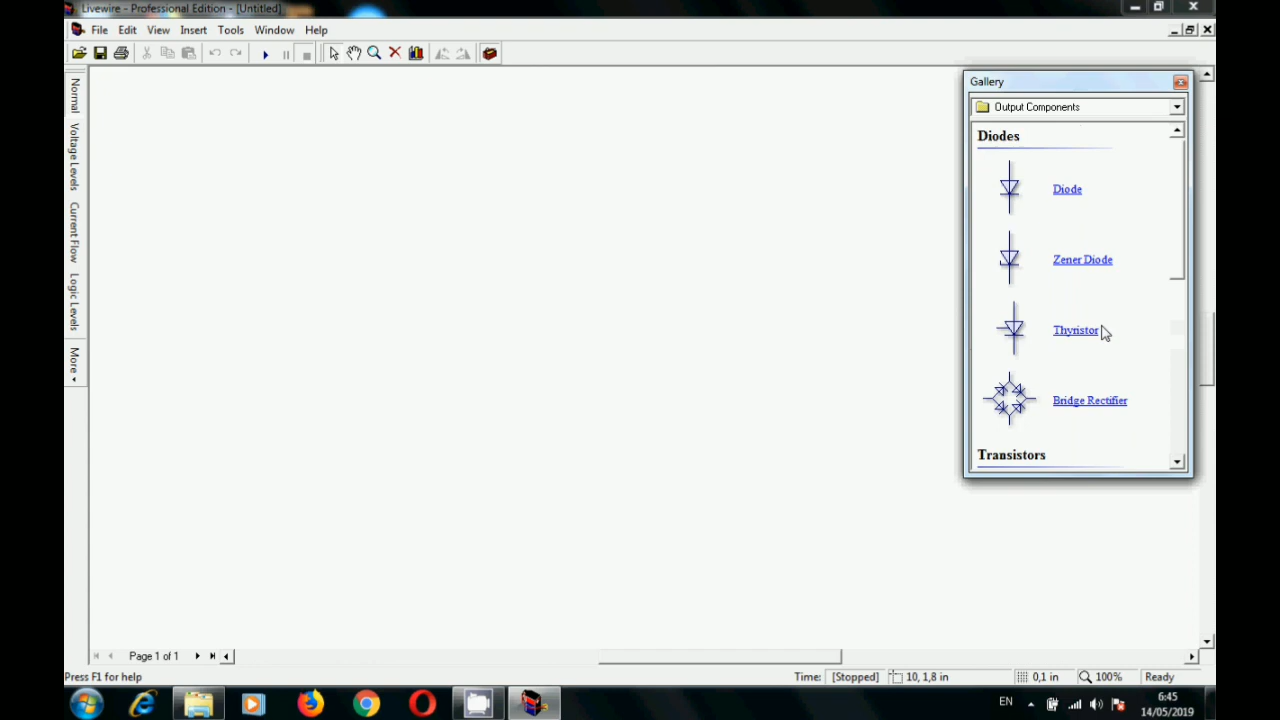 Livewire - Professional Edition - [Untitled]
File Edit View Insert Tools Window Help
Normal
Voltage Levels
Current Flow
Logic Levels
More
Gallery
Output Components
Diodes
Diode
Zener Diode
Thyristor
Bridge Rectifier
Transistors
Page 1 of 1
Press F1 for help
Time: [Stopped] 10, 1,8 in 0,1 in 100% Ready
EN
6:45
14/05/2019